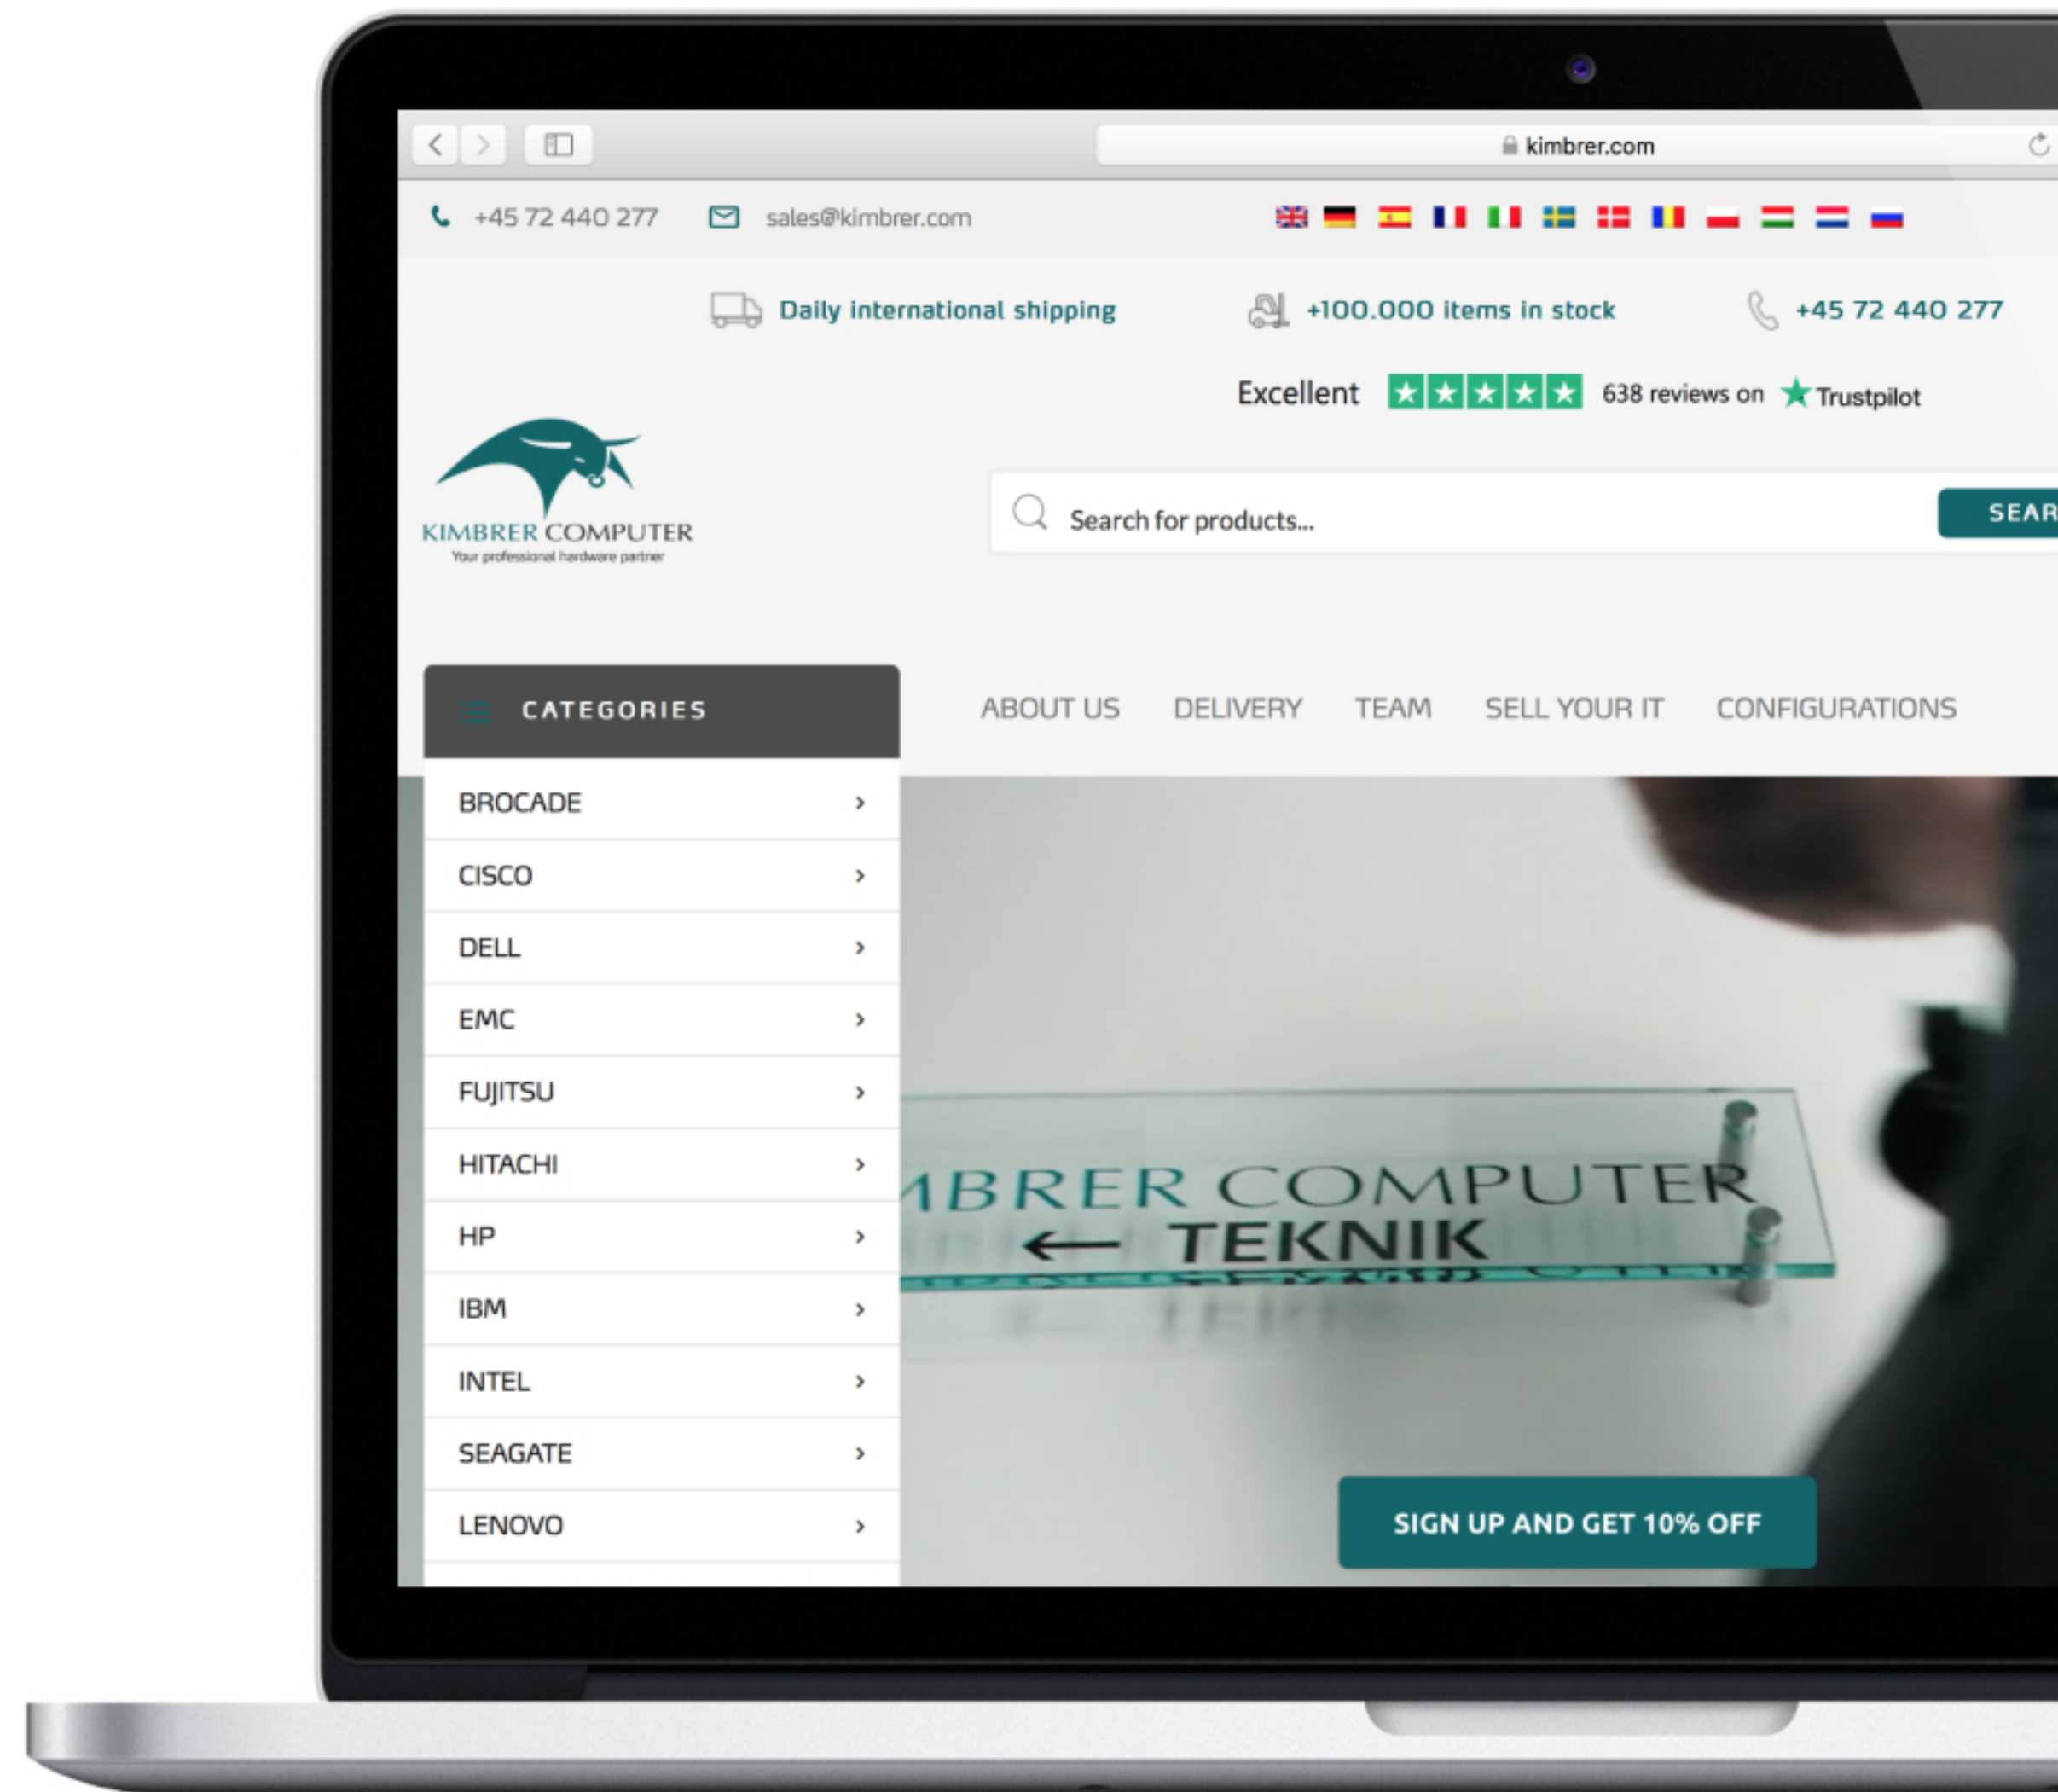 kimbrer.com
+45 72 440 277
sales@kimbrer.com
Daily international shipping
+100.000 items in stock
+45 72 440 277
Excellent
638 reviews on
Trustpilot
KIMBRER COMPUTER
Your professional hardware partner
Search for products...
SEAR
CATEGORIES
ABOUT US
DELIVERY
TEAM
SELL YOUR IT
CONFIGURATIONS
BROCADE
CISCO
DELL
EMC
FUJITSU
HITACHI
HP
IBM
INTEL
SEAGATE
LENOVO
MBRER COMPUTER
← TEKNIK
SIGN UP AND GET 10% OFF